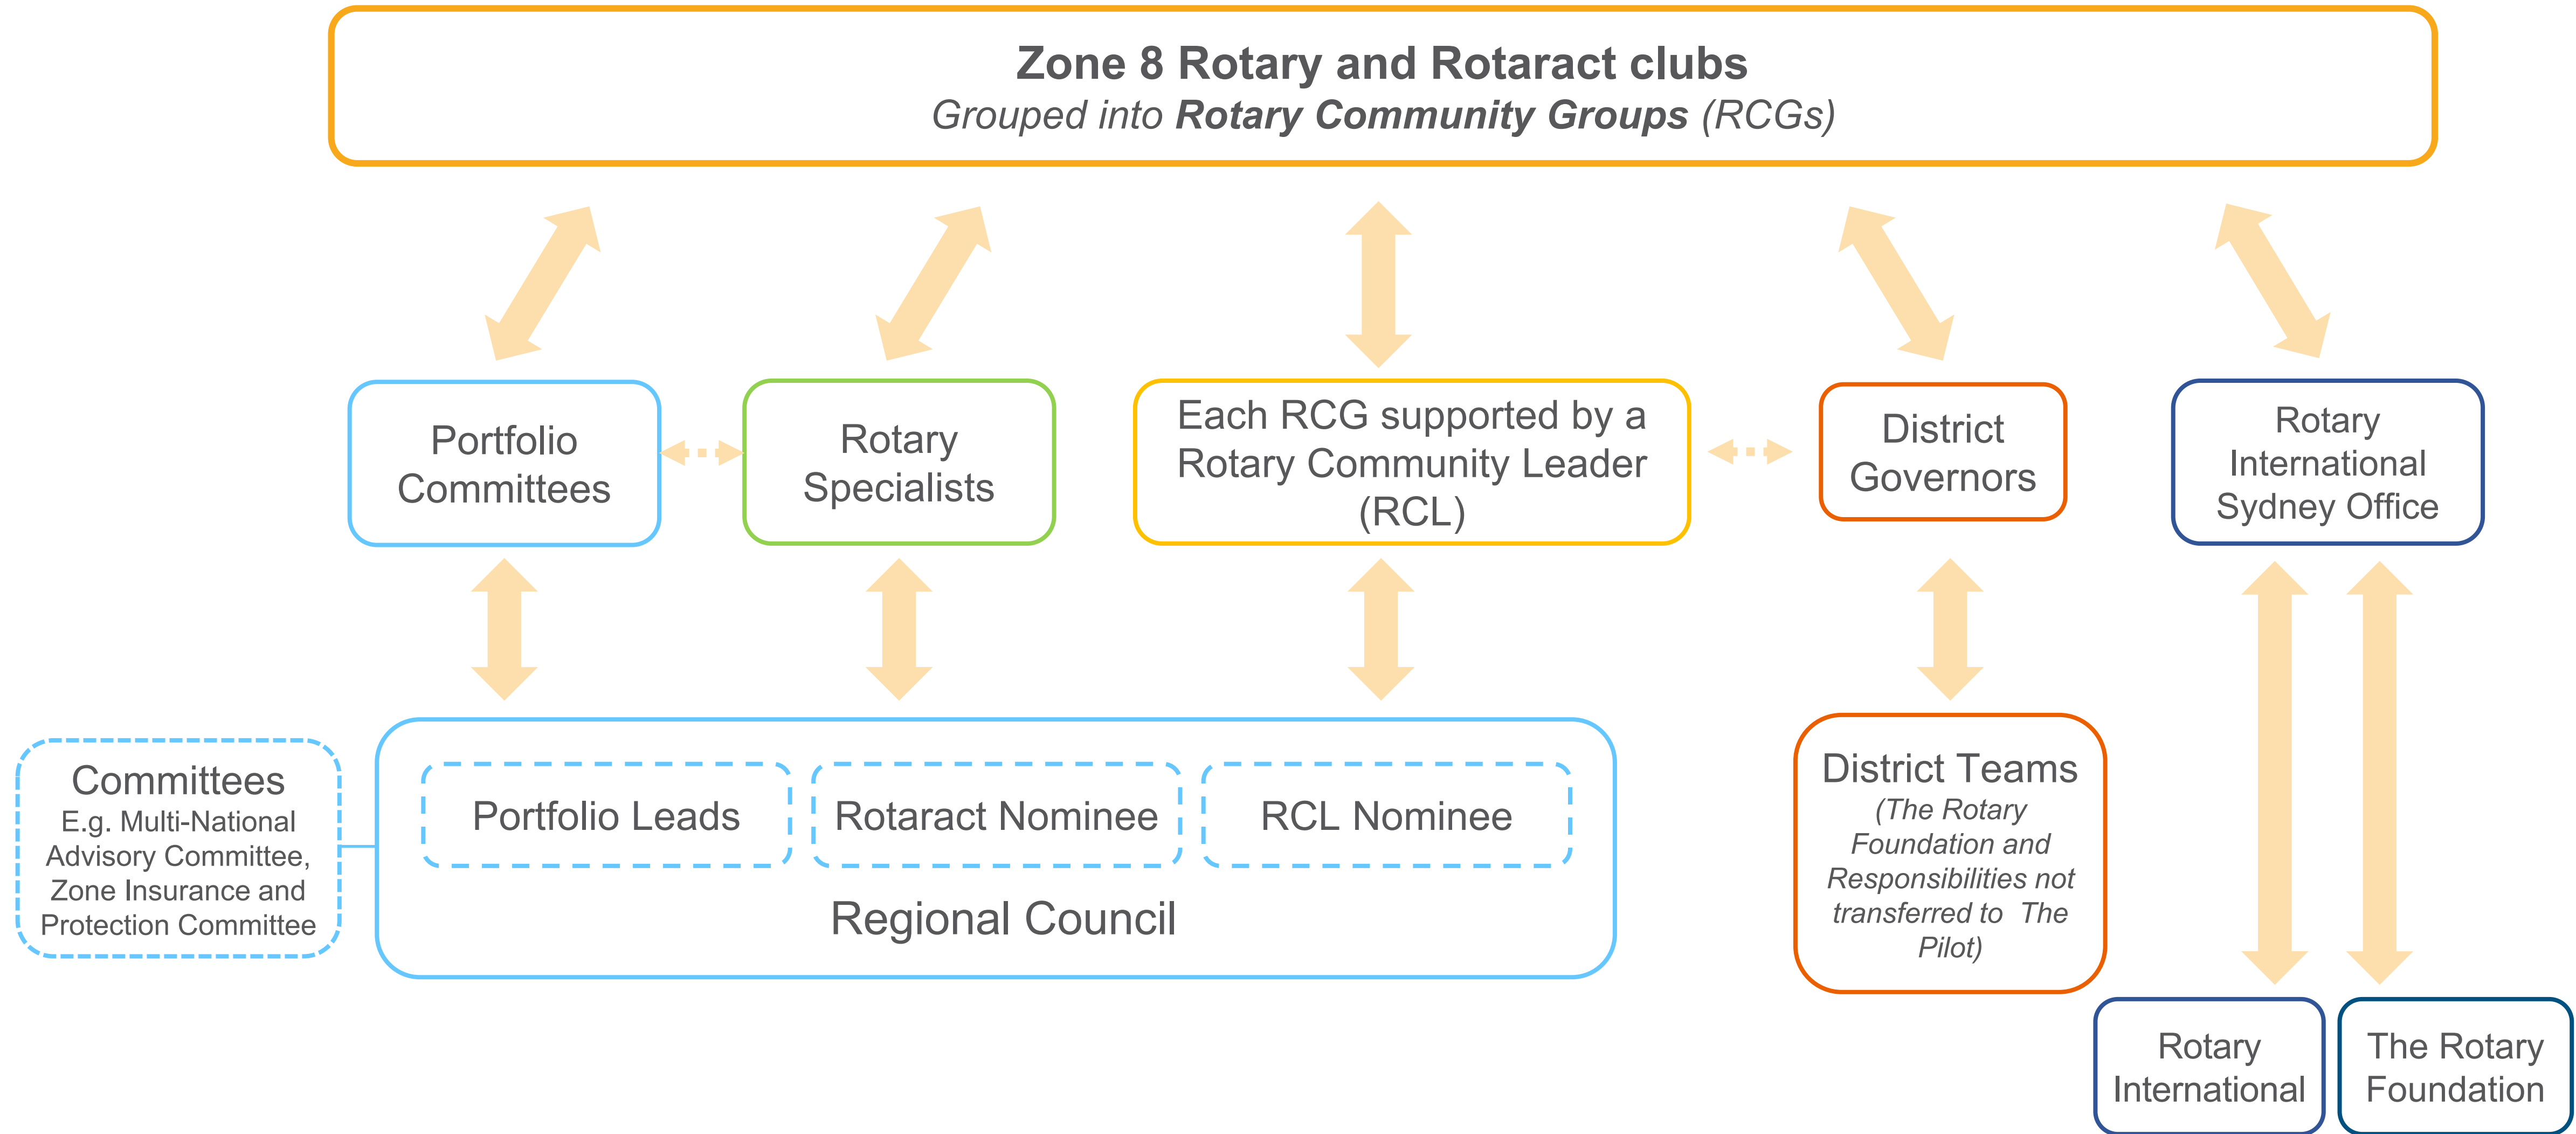 Zone 8 Rotary and Rotaract clubs
Grouped into Rotary Community Groups (RCGs)
Portfolio
Committees
Rotary
Specialists
Each RCG supported by a
Rotary Community Leader
(RCL)
District
Governors
Rotary
International
Sydney Office
Committees
E.g. Multi-National
Advisory Committee,
Zone Insurance and
Protection Committee
Portfolio Leads
Rotaract Nominee
RCL Nominee
Regional Council
District Teams
(The Rotary
Foundation and
Responsibilities not
transferred to  The
Pilot)
Rotary
International
The Rotary
Foundation